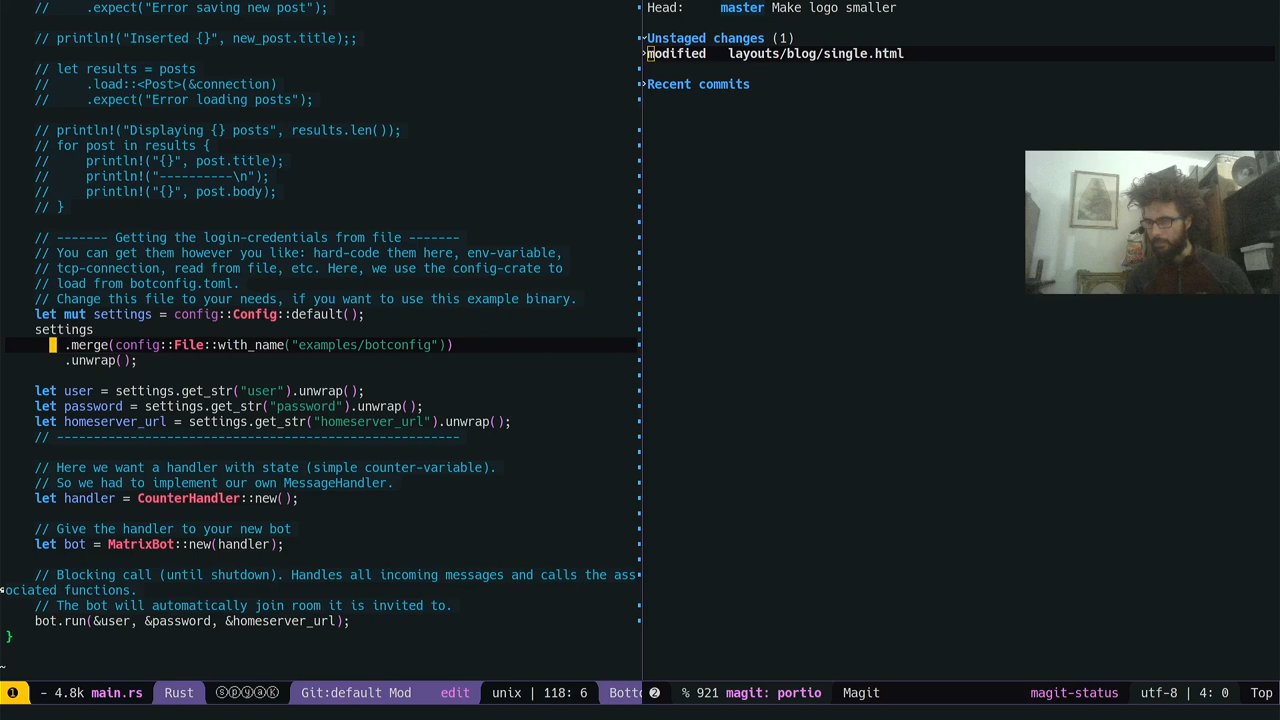 //     .expect("Error saving new post");
// println!("Inserted {}", new_post.title);;
// let results = posts
//     .load::<Post>(&connection)
//     .expect("Error loading posts");
// println!("Displaying {} posts", results.len());
// for post in results {
//     println!("{}", post.title);
//     println!("----------\n");
//     println!("{}", post.body);
// }
// ------- Getting the login-credentials from file -------
// You can get them however you like: hard-code them here, env-variable,
// tcp-connection, read from file, etc. Here, we use the config-crate to
// load from botconfig.toml.
// Change this file to your needs, if you want to use this example binary.
let mut settings = config::Config::default();
settings
.merge(config::File::with_name("examples/botconfig"))
.unwrap();
let user = settings.get_str("user").unwrap();
let password = settings.get_str("password").unwrap();
let homeserver_url = settings.get_str("homeserver_url").unwrap();
// -------------------------------------------------------
// Here we want a handler with state (simple counter-variable).
// So we had to implement our own MessageHandler.
let handler = CounterHandler::new();
// Give the handler to your new bot
let bot = MatrixBot::new(handler);
// Blocking call (until shutdown). Handles all incoming messages and calls the ass
ociated functions.
// The bot will automatically join room it is invited to.
bot.run(&user, &password, &homeserver_url);
}
~
❶ - 4.8k main.rs Rust ⓢⓟⓨⓐⓚ Git:default Mod edit unix | 118: 6 Botto
Head: master Make logo smaller
Unstaged changes (1)
modified layouts/blog/single.html
Recent commits
❷ % 921 magit: portio Magit magit-status utf-8 | 4: 0 Top